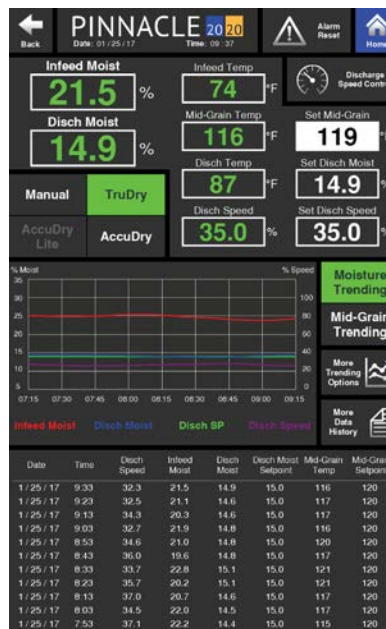 Back
PINNACLE 20 20
Date: 01/25/17 Time: 09:37
Alarm Reset
Home
Infeed Moist
21.5 %
Disch Moist
14.9 %
Infeed Temp
74 °F
Mid-Grain Temp
116 °F
Disch Temp
87 °F
Disch Speed
35.0 %
Discharge
Speed Contr
Set Mid-Grain
119
Set Disch Moist
14.9
Set Disch Speed
35.0
Manual TruDry
AccuDry Lite AccuDry
% Moist % Speed
35
30 100
25 80
20 60
15 40
10 20
5 0
07:15 07:30 07:45 08:00 08:15 08:30 08:45 09:00 09:15
Infeed Moist Disch Moist Disch SP Disch Speed
Moisture
Trending
Mid-Grain
Trending
More
Trending
Options
More
Data
History
Date Time Disch Speed Infeed Moist Disch Moist Disch Moist Setpoint Mid-Grain Temp Mid-Grain Setpoint
1/25/17 9:33 32.3 21.5 14.9 15.0 116 120
1/25/17 9:23 32.5 21.1 14.6 15.0 117 120
1/25/17 9:13 34.3 20.3 14.6 15.0 117 120
1/25/17 9:03 32.7 21.9 14.8 15.0 116 120
1/25/17 8:53 34.6 21.0 14.8 15.0 120 120
1/25/17 8:43 36.0 19.6 14.8 15.0 117 120
1/25/17 8:33 33.7 22.8 15.1 15.0 121 120
1/25/17 8:23 35.7 20.2 15.1 15.0 121 120
1/25/17 8:13 37.0 20.7 14.6 15.0 117 120
1/25/17 8:03 34.5 22.0 14.5 15.0 117 120
1/25/17 7:53 37.1 22.2 14.4 15.0 115 120